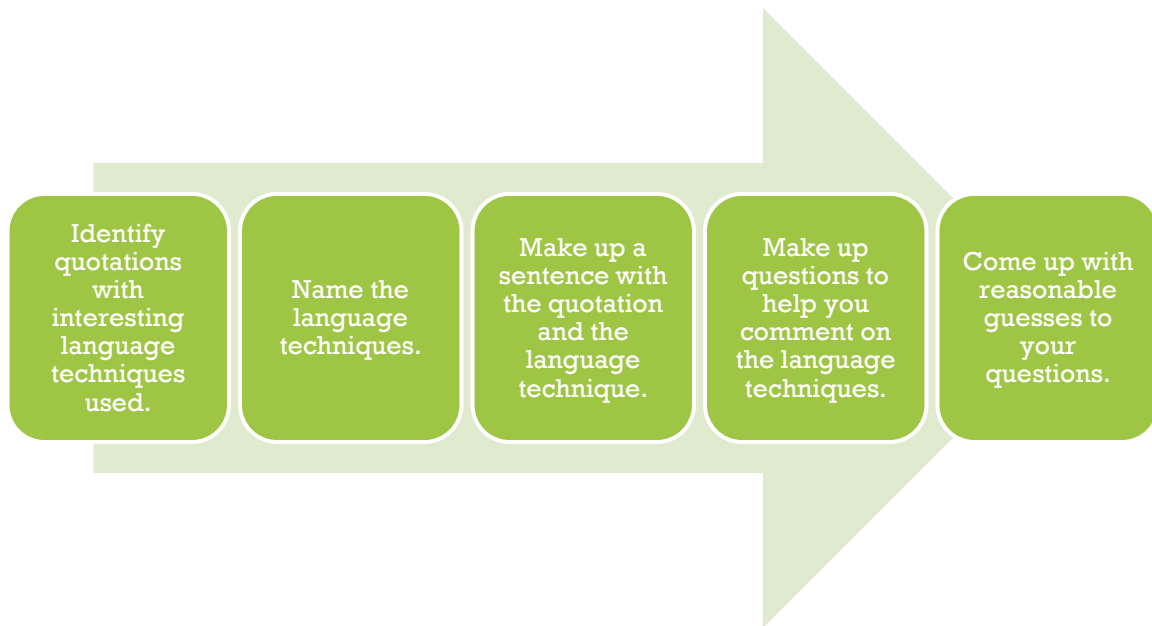 Identify
quotations
with
interesting
language
techniques
used.
Name the
language
techniques.
Make up a
sentence with
the quotation
and the
language
technique.
Make up
questions to
help you
comment on
the language
techniques.
Come up with
reasonable
guesses to
your
questions.